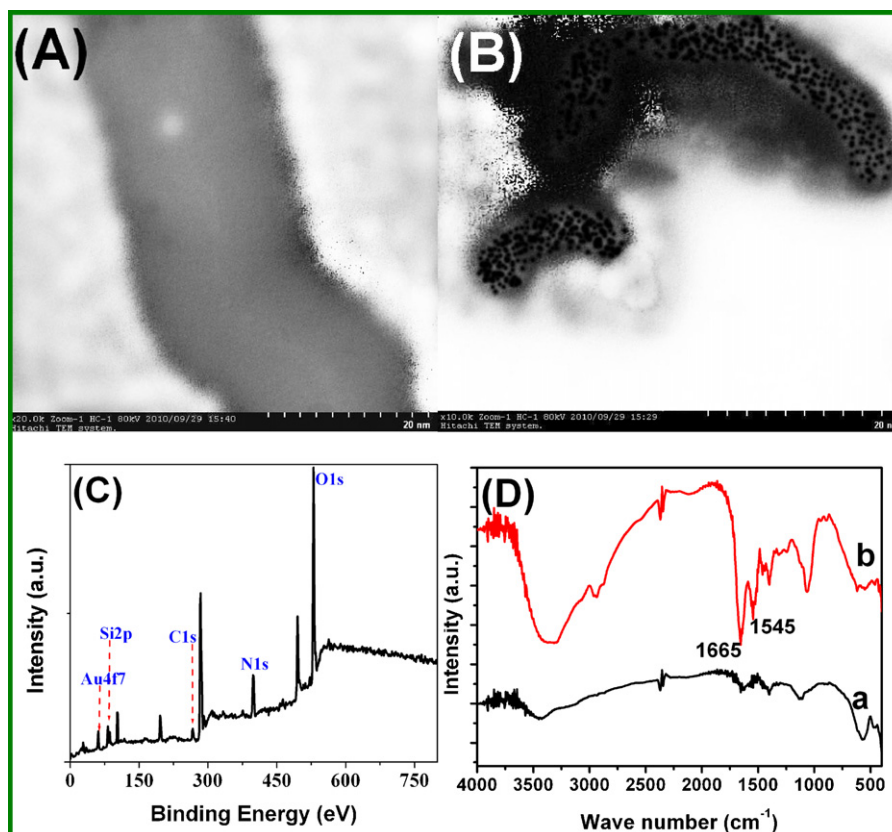 (A)
x20.0k Zoom-1 HC-1 80kV 2010/09/29 15:40
Hitachi TEM system.
20 nm
(B)
x10.0k Zoom-1 HC-1 80kV 2010/09/29 15:29
Hitachi TEM system.
20 n
(C)
O1s
Si2p
C1s
N1s
Au4f7
Intensity (a.u.)
0 150 300 450 600 750
Binding Energy (eV)
(D)
b
1545
1665
a
Intensity (a.u.)
4000 3500 3000 2500 2000 1500 1000 500
Wave number (cm⁻¹)